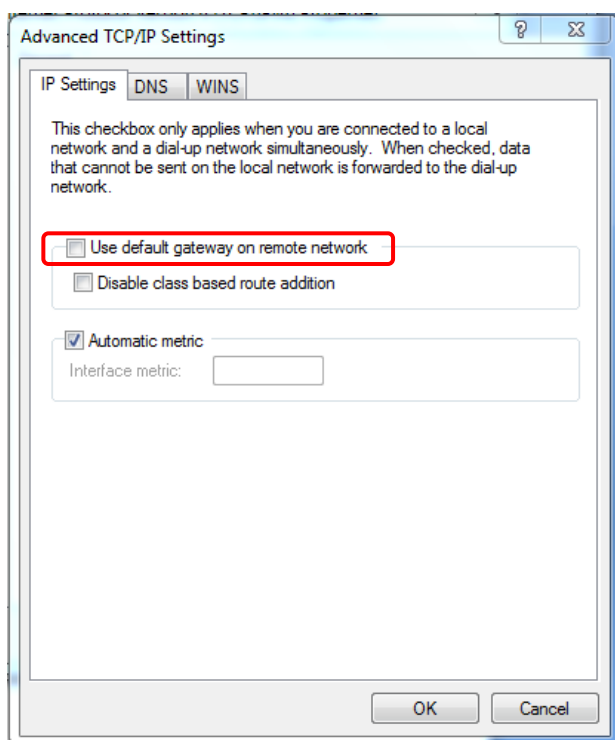 Advanced TCP/IP Settings
IP Settings DNS WINS
This checkbox only applies when you are connected to a local
network and a dial-up network simultaneously. When checked, data
that cannot be sent on the local network is forwarded to the dial-up
network.
Use default gateway on remote network
Disable class based route addition
Automatic metric
Interface metric:
OK Cancel